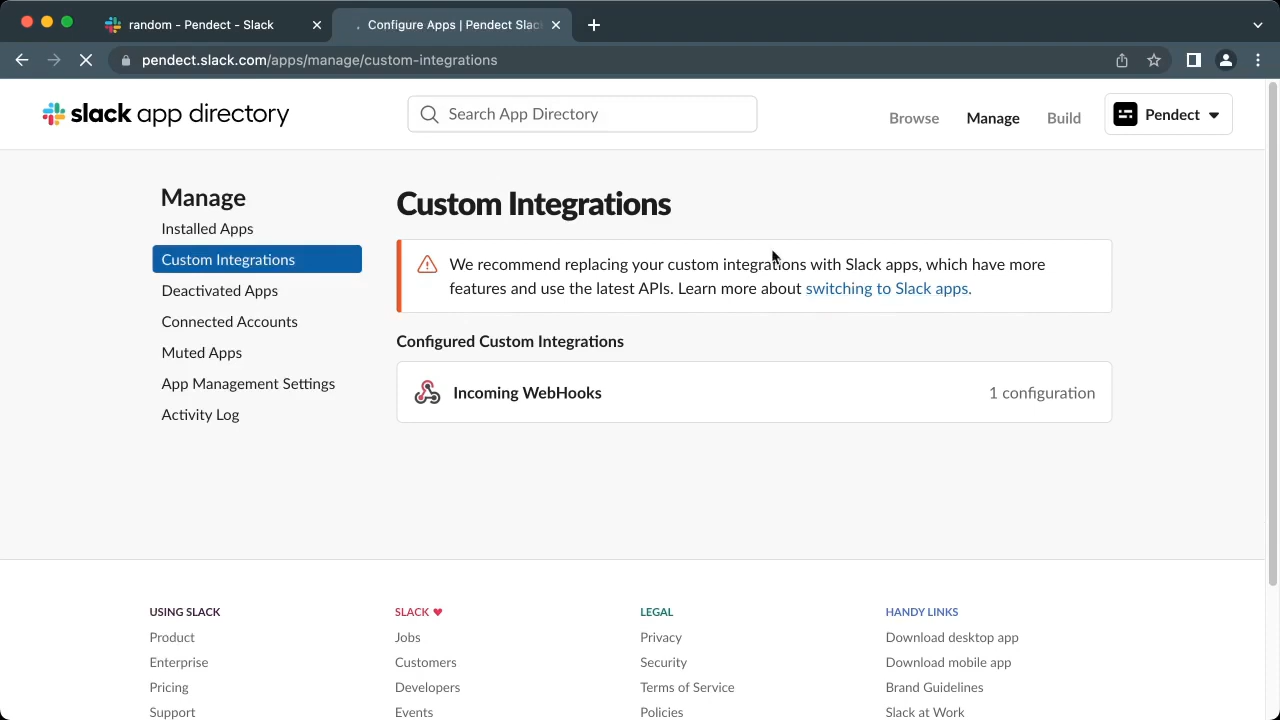 random - Pendect - Slack
Configure Apps | Pendect Slac
pendect.slack.com/apps/manage/custom-integrations
slack app directory
Search App Directory
Browse
Manage
Build
Pendect
Manage
Installed Apps
Custom Integrations
Deactivated Apps
Connected Accounts
Muted Apps
App Management Settings
Activity Log
Custom Integrations
We recommend replacing your custom integrations with Slack apps, which have more
features and use the latest APIs. Learn more about switching to Slack apps.
Configured Custom Integrations
Incoming WebHooks
1 configuration
USING SLACK
Product
Enterprise
Pricing
Support
SLACK
Jobs
Customers
Developers
Events
LEGAL
Privacy
Security
Terms of Service
Policies
HANDY LINKS
Download desktop app
Download mobile app
Brand Guidelines
Slack at Work